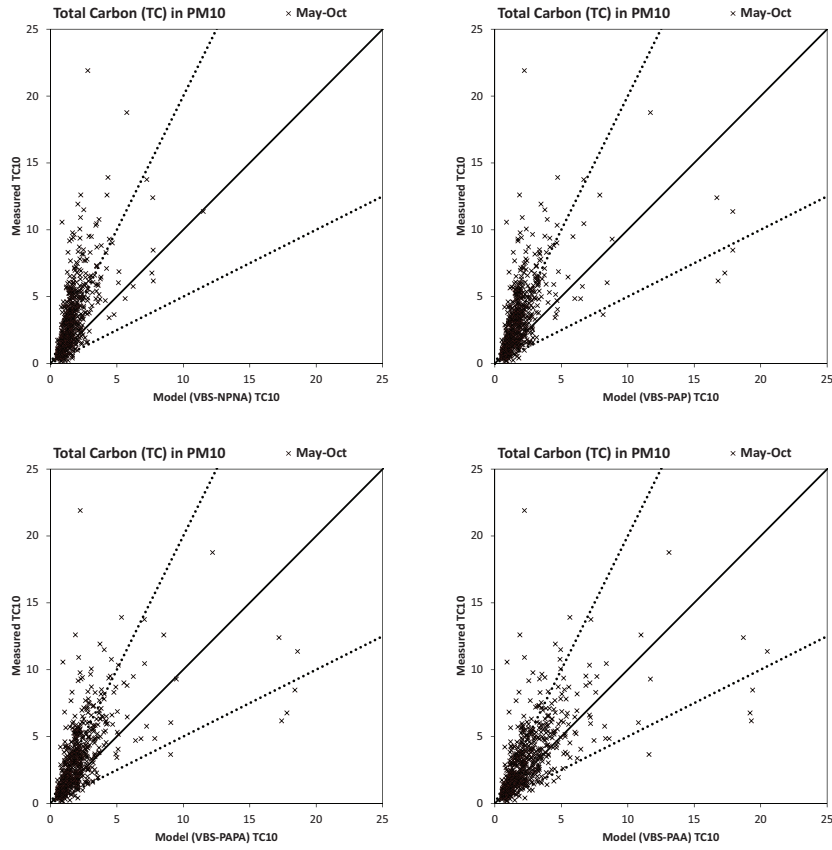 Total Carbon (TC) in PM10 × May-Oct
25
20
15
10
5
0
Measured TC10
0 5 10 15 20 25
Model (VBS-NPNA) TC10
Total Carbon (TC) in PM10 × May-Oct
25
20
15
10
5
0
Measured TC10
0 5 10 15 20 25
Model (VBS-PAP) TC10
Total Carbon (TC) in PM10 × May-Oct
25
20
15
10
5
0
Measured TC10
0 5 10 15 20 25
Model (VBS-PAPA) TC10
Total Carbon (TC) in PM10 × May-Oct
25
20
15
10
5
0
Measured TC10
0 5 10 15 20 25
Model (VBS-PAA) TC10